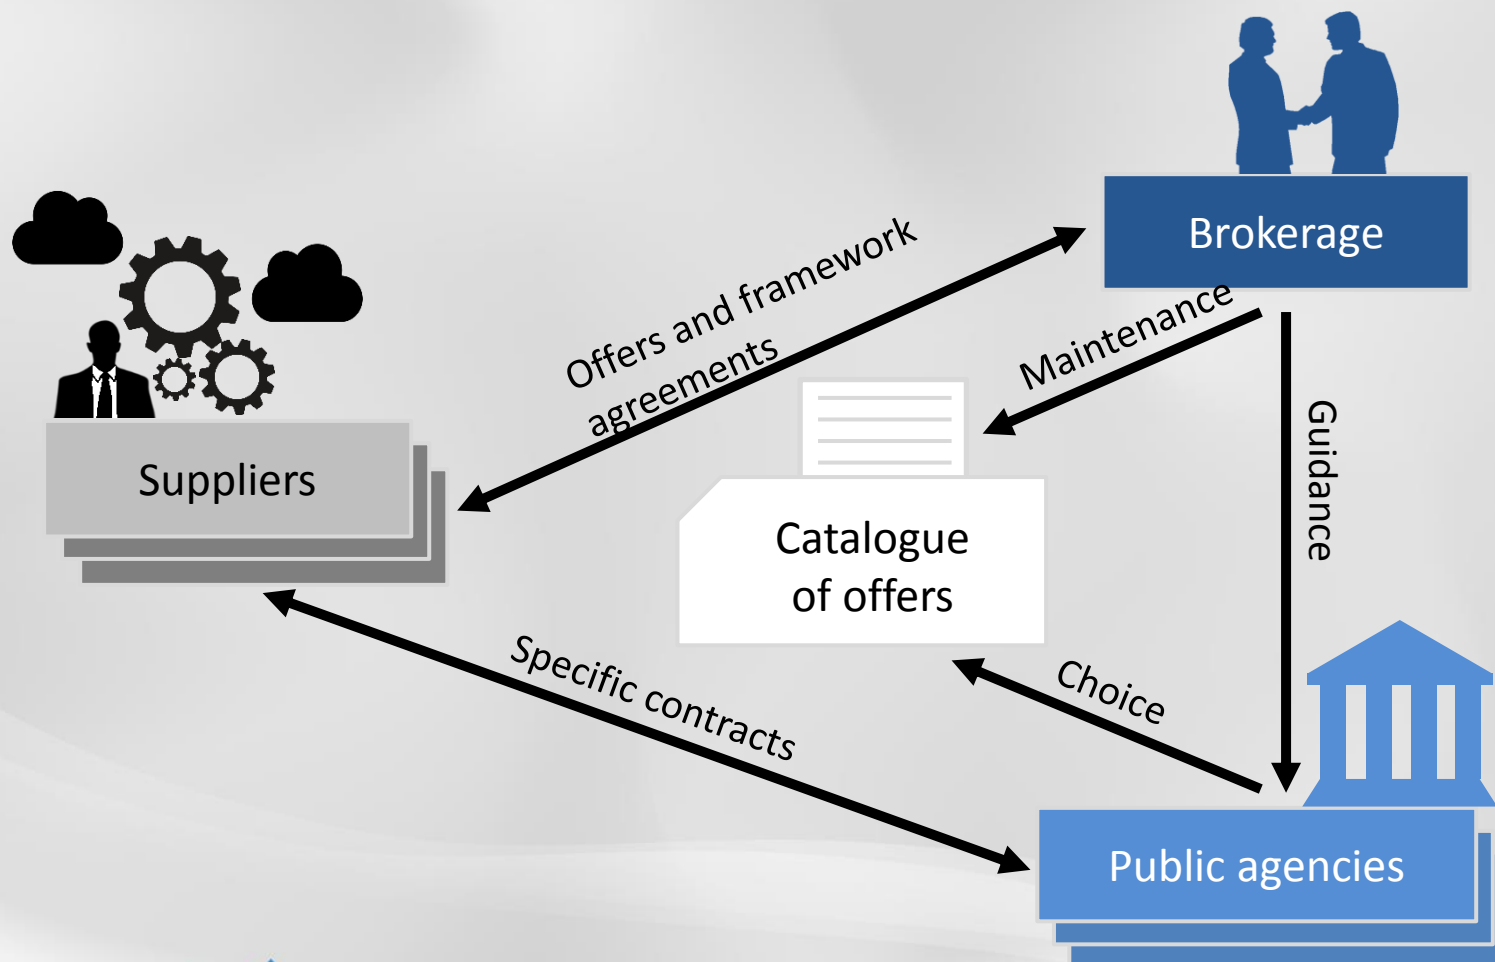 Brokerage
Offers and framework
agreements
Maintenance
Suppliers
Guidance
Catalogue
of offers
Specific contracts
Choice
Public agencies